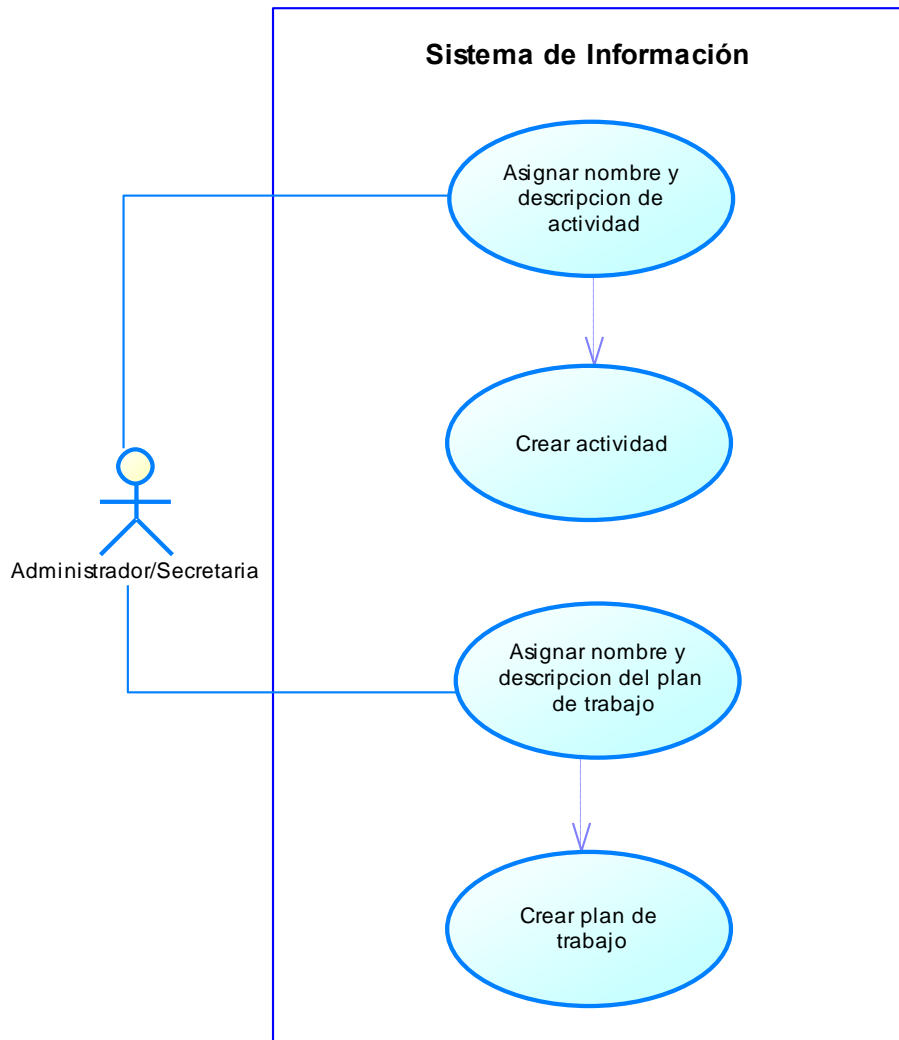 Sistema de Información
Asignar nombre y
descripcion de
actividad
Crear actividad
Administrador/Secretaria
Asignar nombre y
descripcion del plan
de trabajo
Crear plan de
trabajo